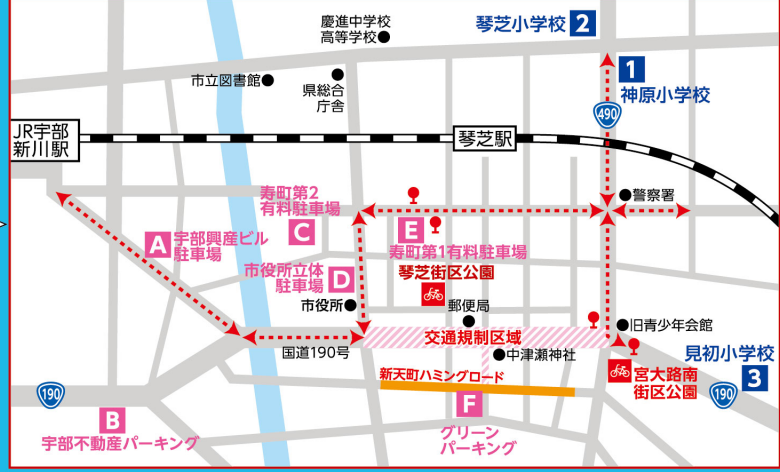 慶進中学校
高等学校
琴芝小学校 2
1
神原小学校
市立図書館
県総合
庁舎
490
JR宇部
新川駅
琴芝駅
警察署
寿町第2
有料駐車場
C
A
宇部興産ビル
駐車場
E
寿町第1有料駐車場
市役所立体
駐車場
D
琴芝街区公園
市役所
郵便局
旧青少年会館
交通規制区域
国道190号
中津瀬神社
見初小学校
3
新天町ハミングロード
宮大路南
街区公園
190
190
B
宇部不動産パーキング
F
グリーン
パーキング